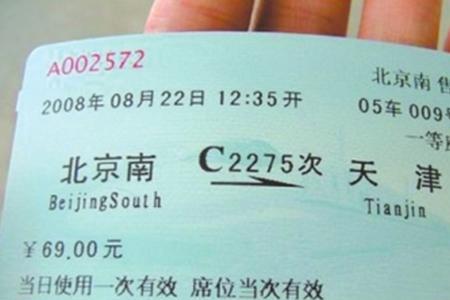 A002572
北京南 售
2008年08月22日 12:35开
05车 009号
一等座
北京南 C2275次 天津
BeijingSouth Tianjin
￥69.00元
当日使用一次有效 席位当次有效